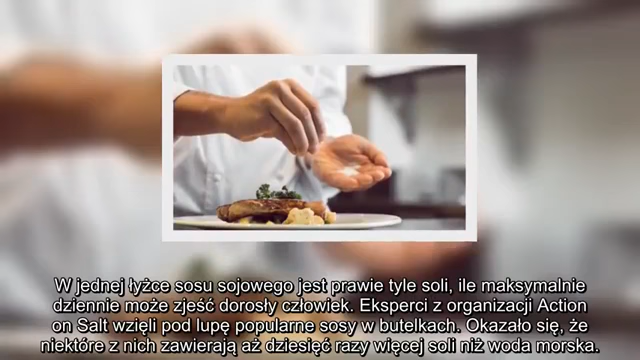 W jednej łyżce sosu sojowego jest prawie tyle soli, ile maksymalnie
dziennie może zjeść dorosły człowiek. Eksperci z organizacji Action
on Salt wzięli pod lupę popularne sosy w butelkach. Okazało się, że
niektóre z nich zawierają aż dziesięć razy więcej soli niż woda morska.